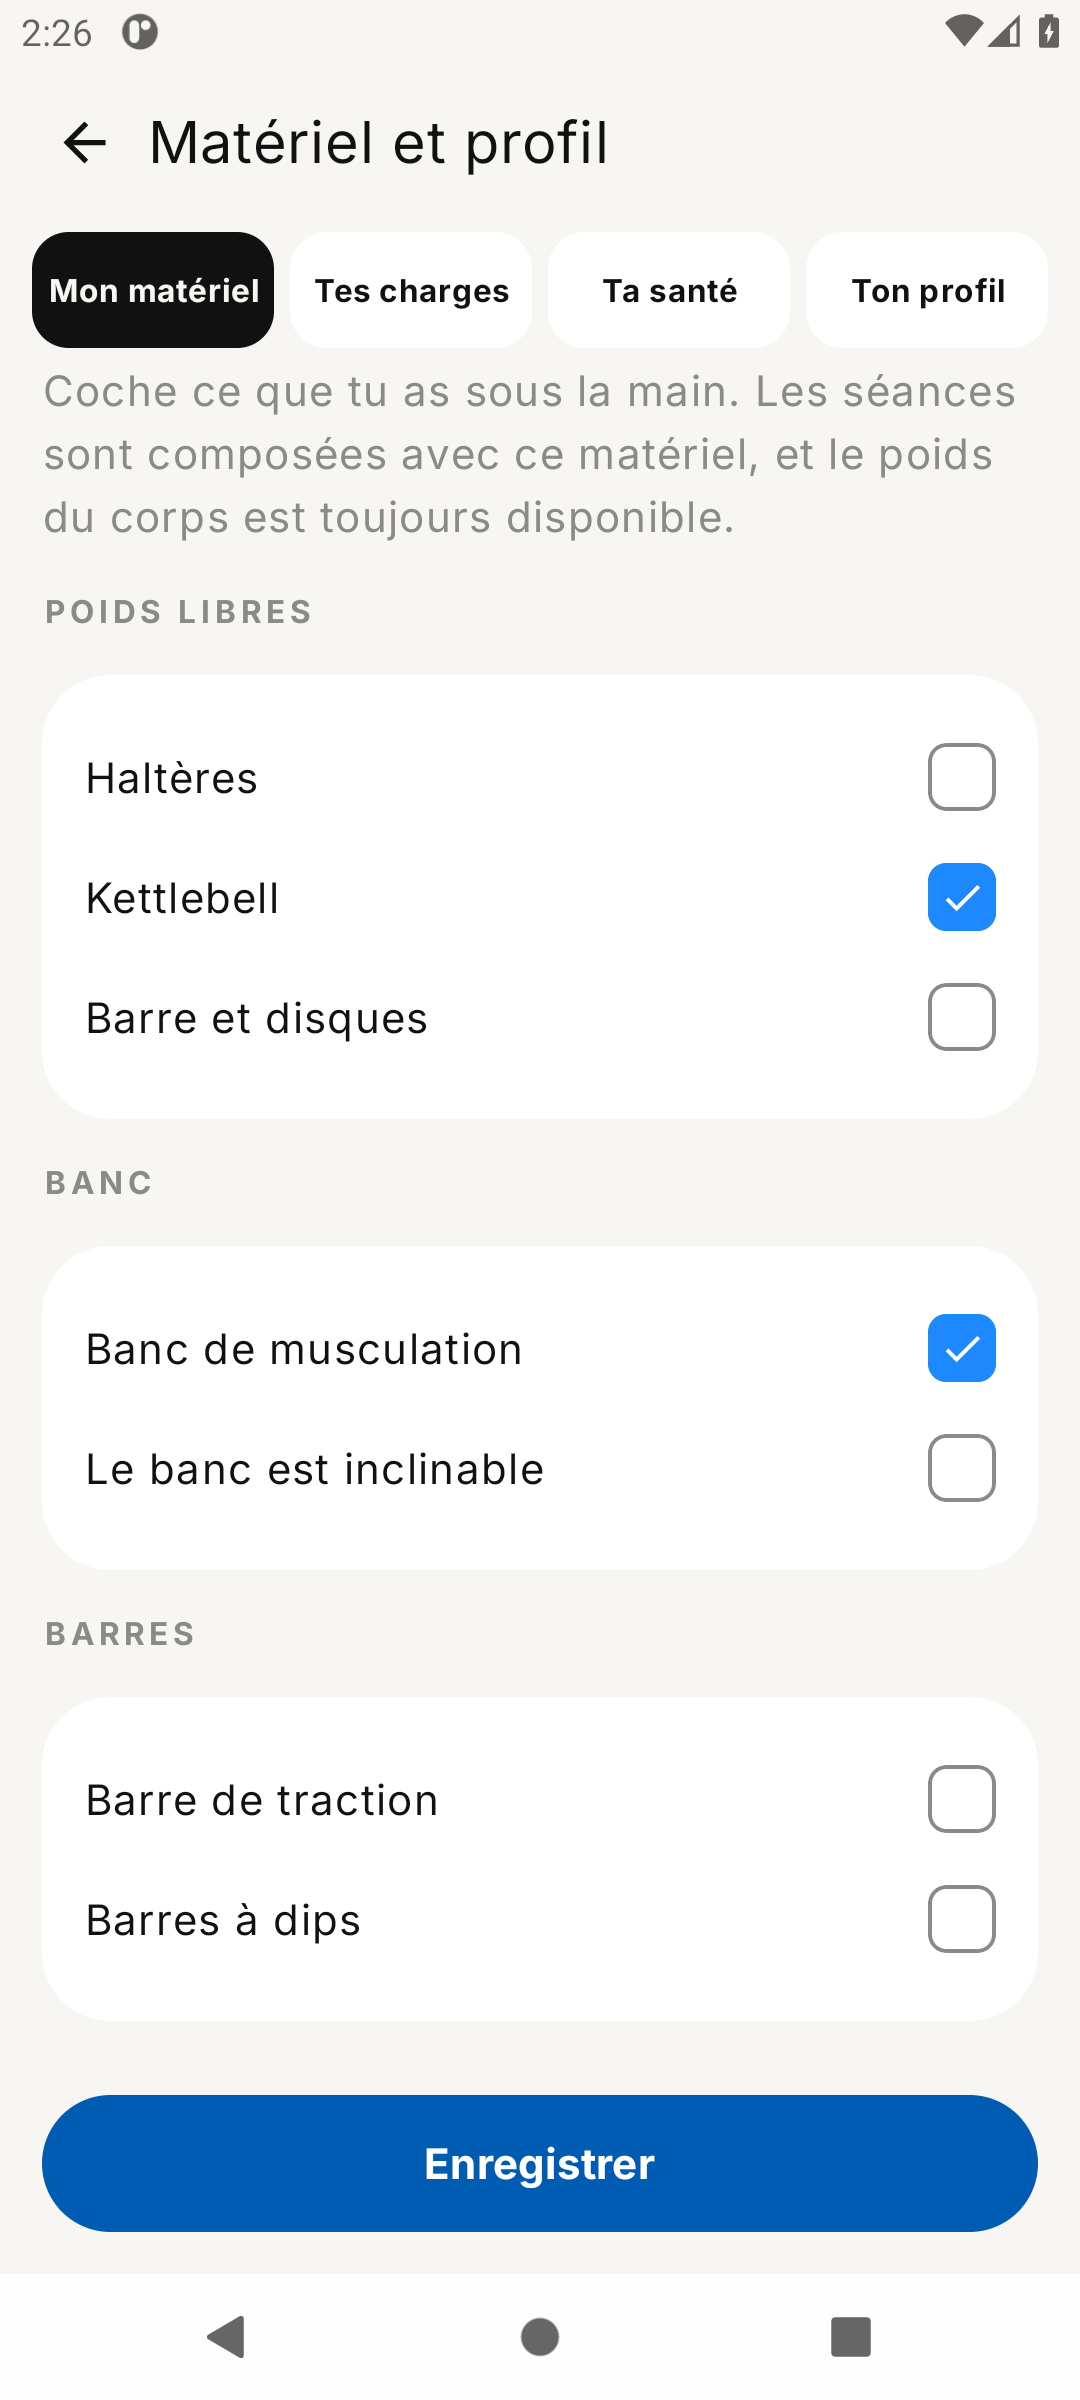 2:26
Matériel et profil
Mon matériel
Tes charges
Ta santé
Ton profil
Coche ce que tu as sous la main. Les séances
sont composées avec ce matériel, et le poids
du corps est toujours disponible.
POIDS LIBRES
Haltères
Kettlebell
Barre et disques
BANC
Banc de musculation
Le banc est inclinable
BARRES
Barre de traction
Barres à dips
Enregistrer